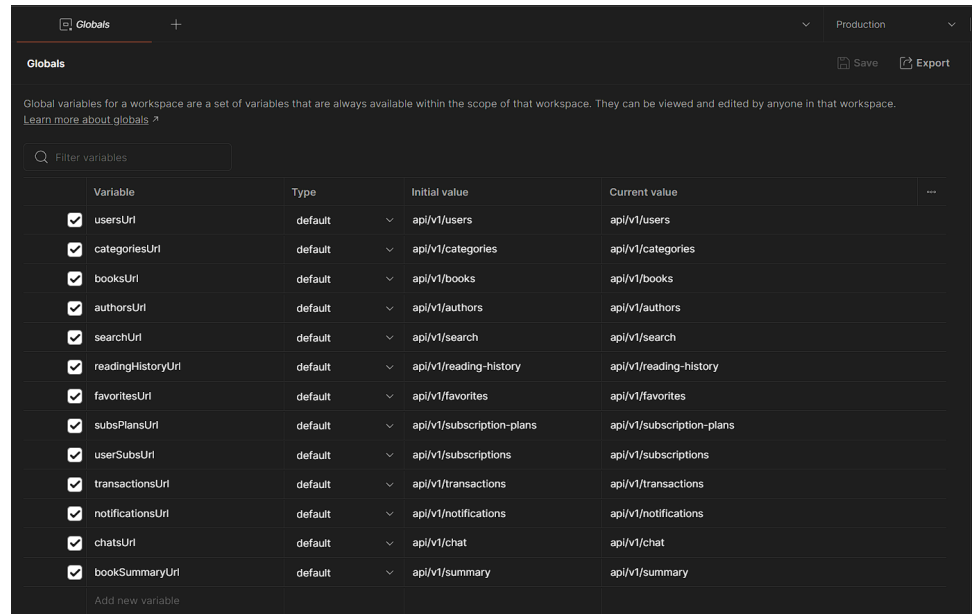 Globals
Production
Globals
Save
Export
Global variables for a workspace are a set of variables that are always available within the scope of that workspace. They can be viewed and edited by anyone in that workspace.
Learn more about globals ↗
Filter variables
Variable Type Initial value Current value
usersUrl default api/v1/users api/v1/users
categoriesUrl default api/v1/categories api/v1/categories
booksUrl default api/v1/books api/v1/books
authorsUrl default api/v1/authors api/v1/authors
searchUrl default api/v1/search api/v1/search
readingHistoryUrl default api/v1/reading-history api/v1/reading-history
favoritesUrl default api/v1/favorites api/v1/favorites
subsPlansUrl default api/v1/subscription-plans api/v1/subscription-plans
userSubsUrl default api/v1/subscriptions api/v1/subscriptions
transactionsUrl default api/v1/transactions api/v1/transactions
notificationsUrl default api/v1/notifications api/v1/notifications
chatsUrl default api/v1/chat api/v1/chat
bookSummaryUrl default api/v1/summary api/v1/summary
Add new variable